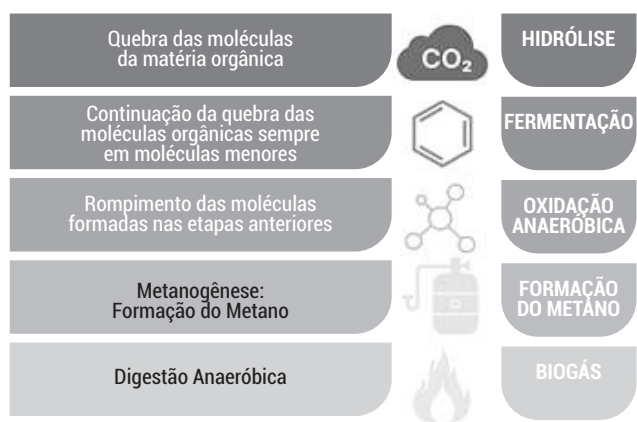 Quebra das moléculas
da matéria orgânica
CO₂
HIDRÓLISE
Continuação da quebra das
moléculas orgânicas sempre
em moléculas menores
FERMENTAÇÃO
Rompimento das moléculas
formadas nas etapas anteriores
OXIDAÇÃO
ANAERÓBICA
Metanogênese:
Formação do Metano
FORMAÇÃO
DO METANO
Digestão Anaeróbica
BIOGÁS